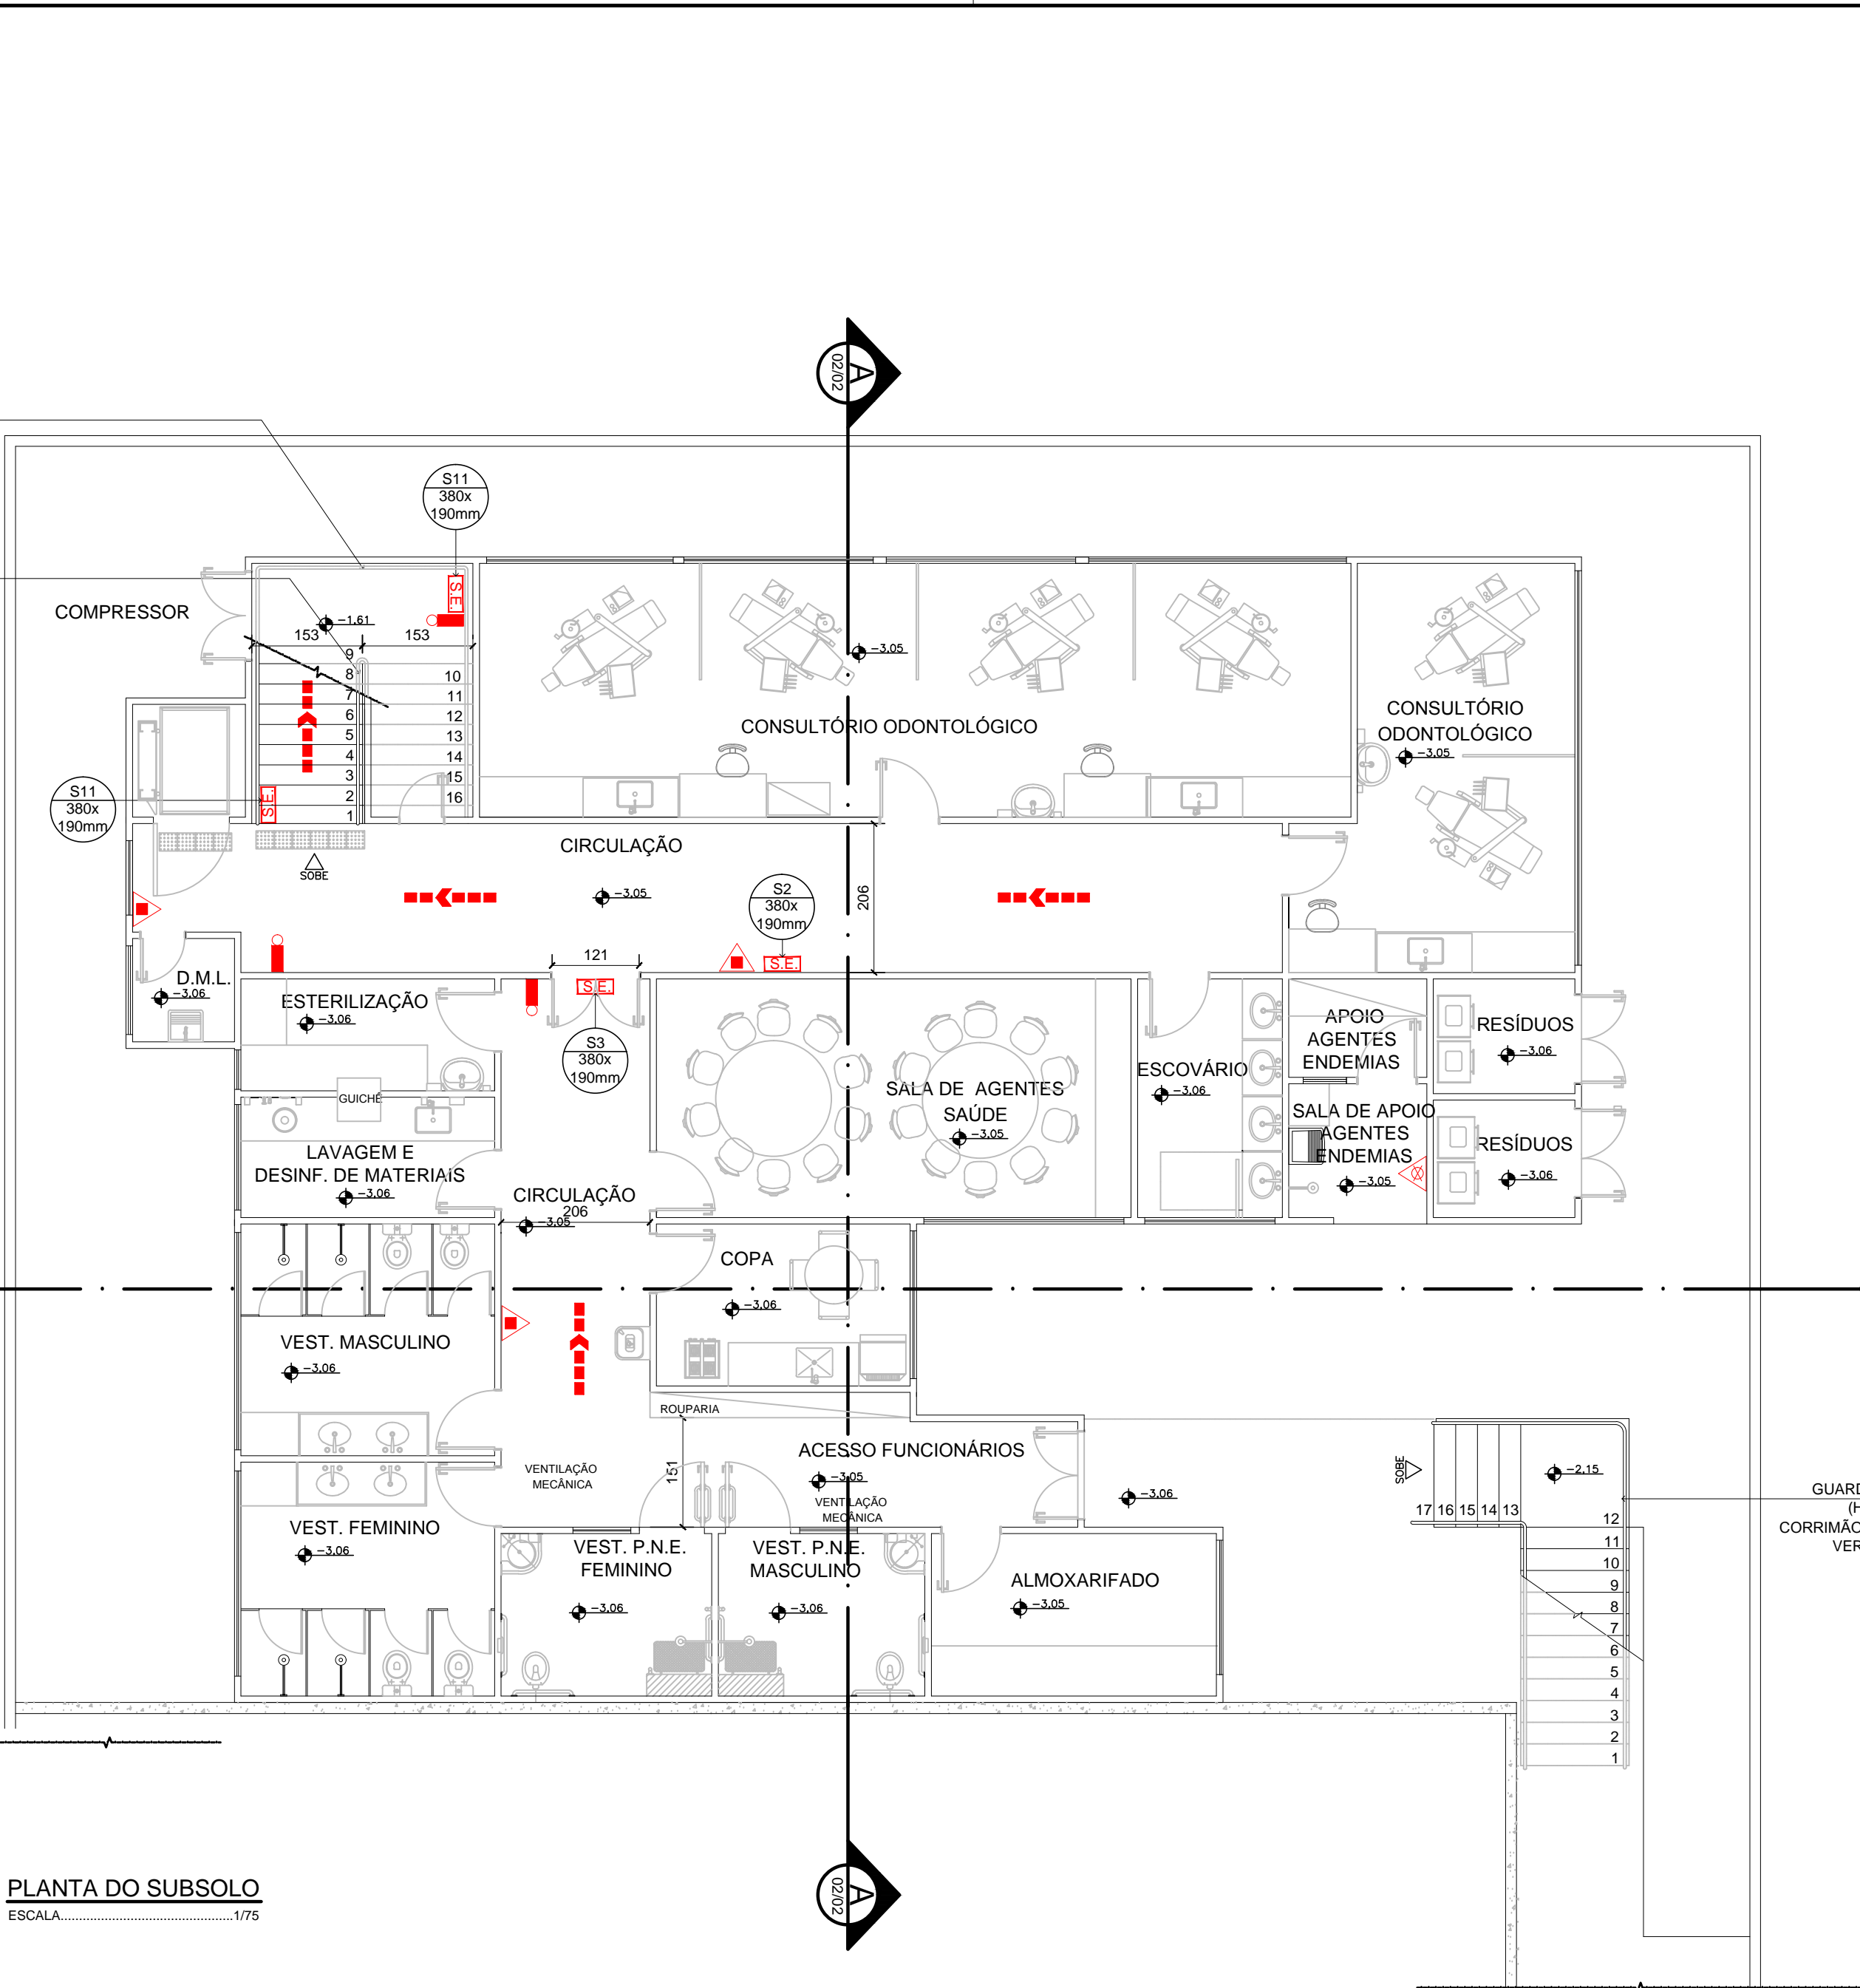 A
02/02
S11
380x
190mm
COMPRESSOR
S.E.
-1,61
153
153
9
8
7
6
5
4
3
2
1
10
11
12
13
14
15
16
-3,05
CONSULTÓRIO ODONTOLÓGICO
CONSULTÓRIO
ODONTOLÓGICO
-3,05
S11
380x
190mm
S.E.
SOBE
CIRCULAÇÃO
-3,05
S2
380x
190mm
S.E.
206
121
S.E.
S3
380x
190mm
D.M.L.
-3,06
ESTERILIZAÇÃO
-3,06
GUICHÊ
LAVAGEM E
DESINF. DE MATERIAIS
-3,06
CIRCULAÇÃO
206
-3,05
SALA DE AGENTES
SAÚDE
-3,05
ESCOVÁRIO
-3,06
APOIO
AGENTES
ENDEMIAS
SALA DE APOIO
AGENTES
ENDEMIAS
-3,05
RESÍDUOS
-3,06
RESÍDUOS
-3,06
COPA
-3,06
VEST. MASCULINO
-3,06
ROUPARIA
ACESSO FUNCIONÁRIOS
-3,05
151
VENTILAÇÃO
MECÂNICA
VENTILAÇÃO
MECÂNICA
-3,06
SOBE
-2,15
17 16 15 14 13
12
11
10
9
8
7
6
5
4
3
2
1
GUARD
(H
CORRIMÃO
VER
VEST. FEMININO
-3,06
VEST. P.N.E.
FEMININO
-3,06
VEST. P.N.E.
MASCULINO
-3,06
ALMOXARIFADO
-3,05
PLANTA DO SUBSOLO
ESCALA..............................................1/75
A
02/02